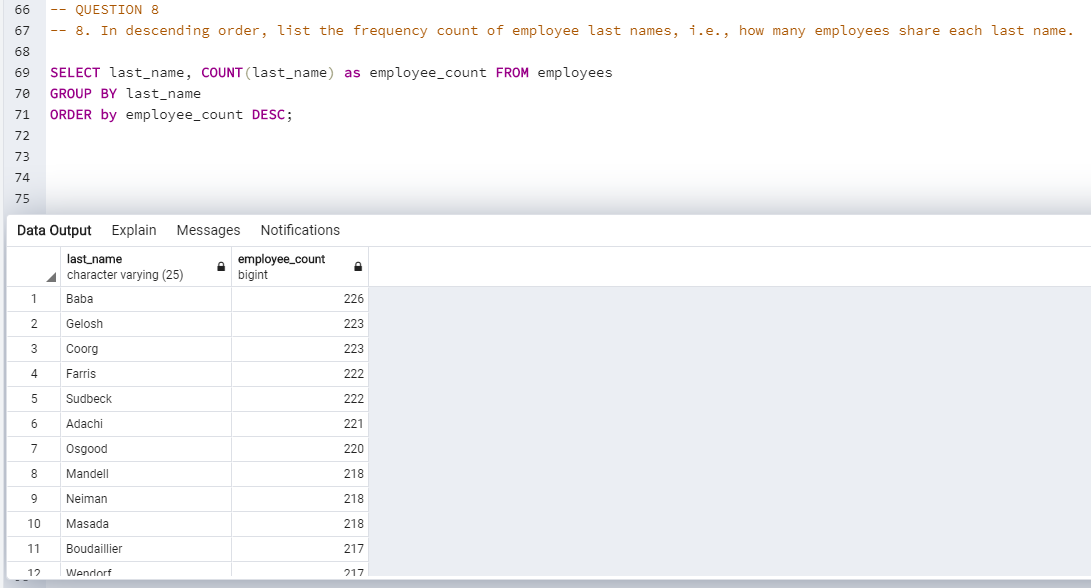 66 -- QUESTION 8
67 -- 8. In descending order, list the frequency count of employee last names, i.e., how many employees share each last name.
68
69 SELECT last_name, COUNT(last_name) as employee_count FROM employees
70 GROUP BY last_name
71 ORDER by employee_count DESC;
72
73
74
75
Data Output Explain Messages Notifications
last_name employee_count
character varying (25) bigint
1 Baba 226
2 Gelosh 223
3 Coorg 223
4 Farris 222
5 Sudbeck 222
6 Adachi 221
7 Osgood 220
8 Mandell 218
9 Neiman 218
10 Masada 218
11 Boudaillier 217
12 Wendorf 217